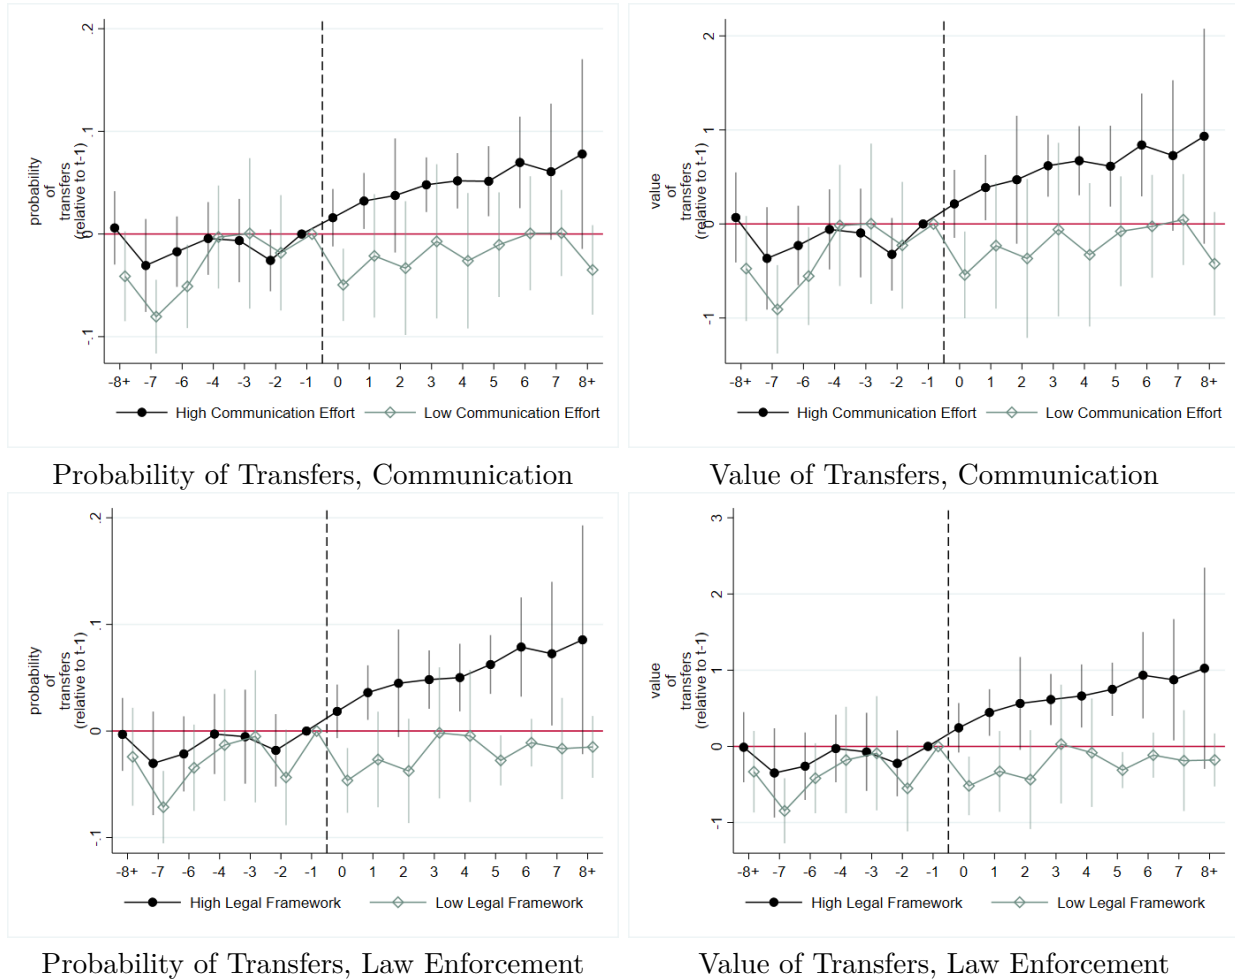 .2
.1
0
-.1
probability
of
transfers
(relative to t-1)
-8+ -7 -6 -4 -3 -2 -1 0 1 2 3 4 5 6 7 8+
High Communication Effort Low Communication Effort
2
1
0
-1
value
of
transfers
(relative to t-1)
-8+ -7 -6 -4 -3 -2 -1 0 1 2 3 4 5 6 7 8+
High Communication Effort Low Communication Effort
Probability of Transfers, Communication
Value of Transfers, Communication
.2
.1
0
-.1
probability
of
transfers
(relative to t-1)
-8+ -7 -6 -4 -3 -2 -1 0 1 2 3 4 5 6 7 8+
High Legal Framework Low Legal Framework
3
2
1
0
-1
value
of
transfers
(relative to t-1)
-8+ -7 -6 -4 -3 -2 -1 0 1 2 3 4 5 6 7 8+
High Legal Framework Low Legal Framework
Probability of Transfers, Law Enforcement
Value of Transfers, Law Enforcement